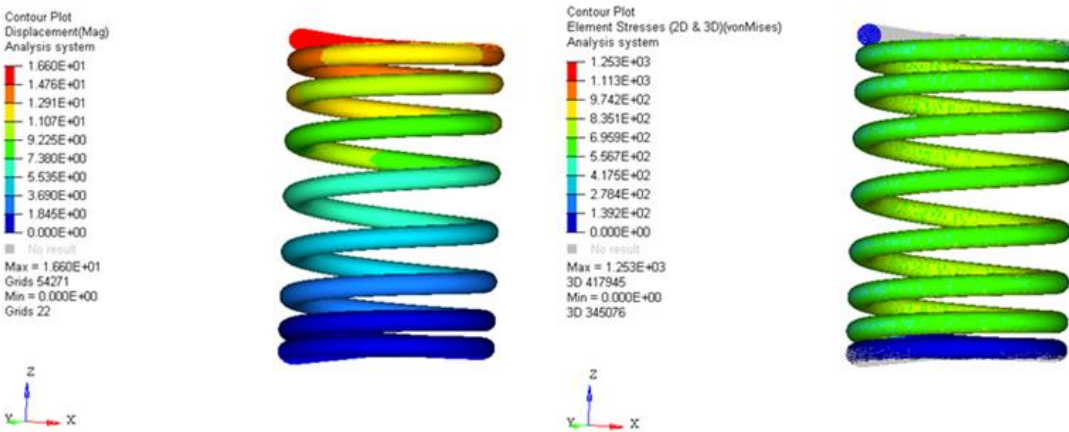 Contour Plot
Displacement(Mag)
Analysis system
1.660E+01
1.476E+01
1.291E+01
1.107E+01
9.225E+00
7.380E+00
5.535E+00
3.690E+00
1.845E+00
0.000E+00
No result
Max = 1.660E+01
Grids 54271
Min = 0.000E+00
Grids 22
Z
Y
X
Contour Plot
Element Stresses (2D & 3D)(vonMises)
Analysis system
1.253E+03
1.113E+03
9.742E+02
8.351E+02
6.959E+02
5.567E+02
4.175E+02
2.784E+02
1.392E+02
0.000E+00
No result
Max = 1.253E+03
3D 417945
Min = 0.000E+00
3D 345076
Z
Y
X